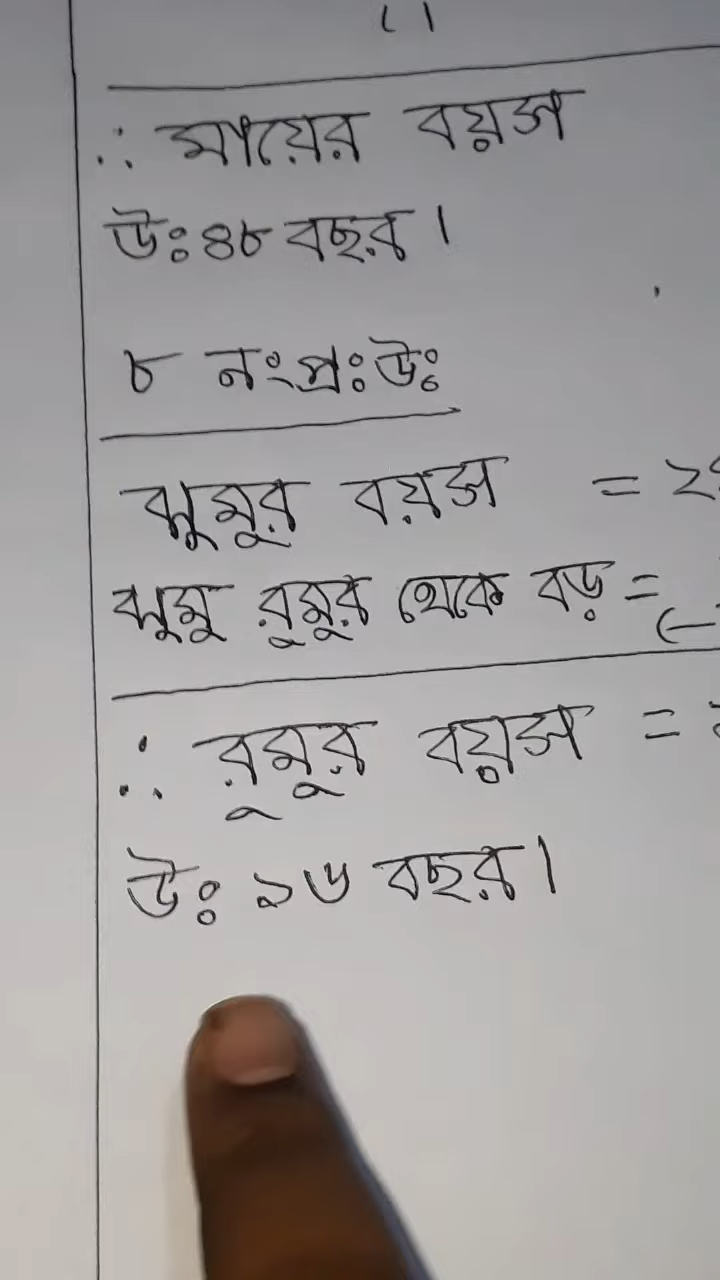 ∴ মায়ের বয়স
উঃ ৪৮ বছর।
৮ নংপ্রঃউঃ
ঝুমুর বয়স =
ঝুমু রুমুর থেকে বড় =
∴ রুমুর বয়স =
উঃ ১৬ বছর।